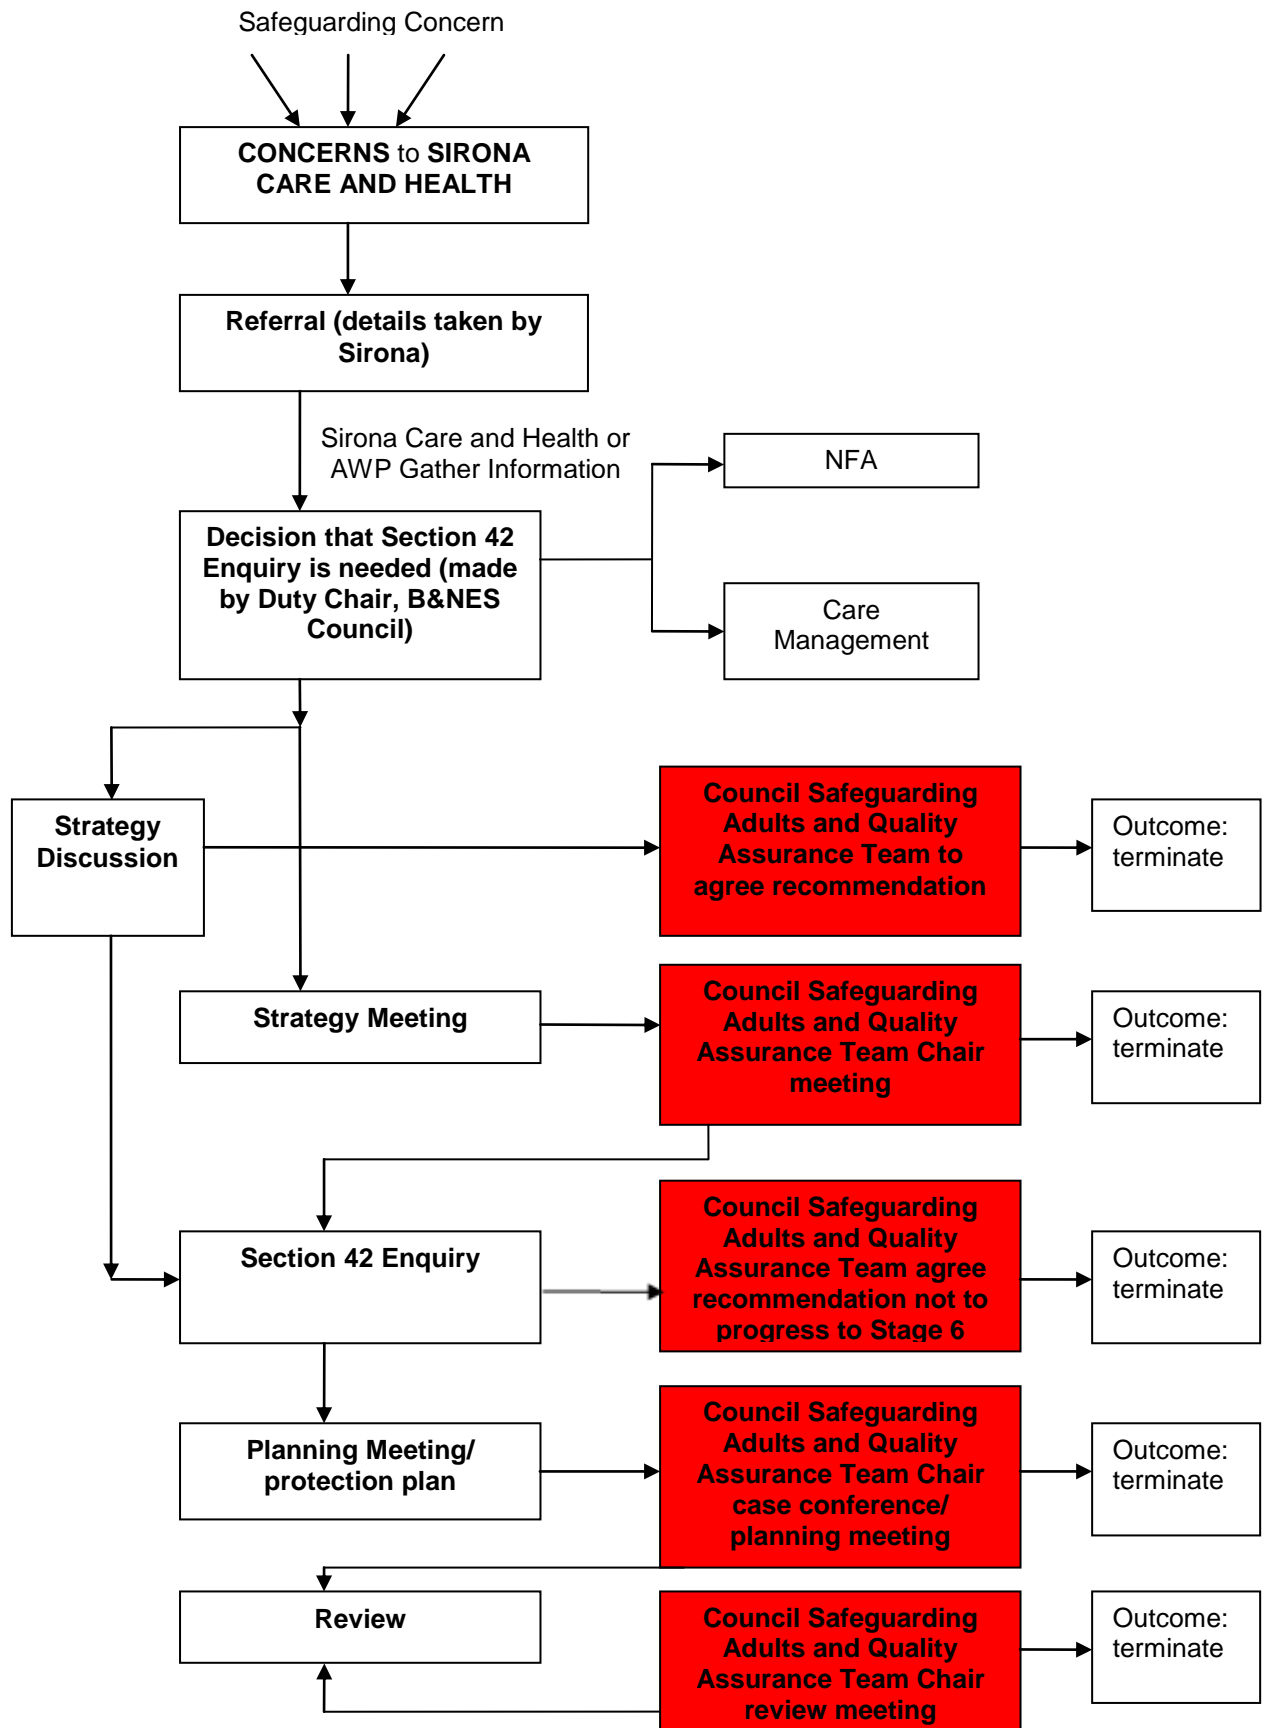 Safeguarding Concern
CONCERNS to SIRONA
CARE AND HEALTH
Referral (details taken by
Sirona)
Sirona Care and Health or
AWP Gather Information
NFA
Decision that Section 42
Enquiry is needed (made
by Duty Chair, B&NES
Council)
Care
Management
Strategy
Discussion
Council Safeguarding
Adults and Quality
Assurance Team to
agree recommendation
Outcome:
terminate
Strategy Meeting
Council Safeguarding
Adults and Quality
Assurance Team Chair
meeting
Outcome:
terminate
Section 42 Enquiry
Council Safeguarding
Adults and Quality
Assurance Team agree
recommendation not to
progress to Stage 6
Outcome:
terminate
Planning Meeting/
protection plan
Council Safeguarding
Adults and Quality
Assurance Team Chair
case conference/
planning meeting
Outcome:
terminate
Review
Council Safeguarding
Adults and Quality
Assurance Team Chair
review meeting
Outcome:
terminate